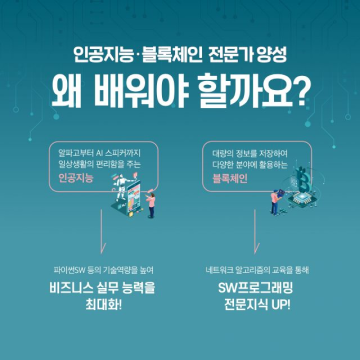 인공지능·블록체인 전문가 양성
왜 배워야 할까요?
알파고부터 AI 스피커까지
일상생활의 편리함을 주는
인공지능
대량의 정보를 저장하여
다양한 분야에 활용하는
블록체인
파이썬SW 등의 기술역량을 높여
비즈니스 실무 능력을
최대화!
네트워크 알고리즘의 교육을 통해
SW프로그래밍
전문지식 UP!